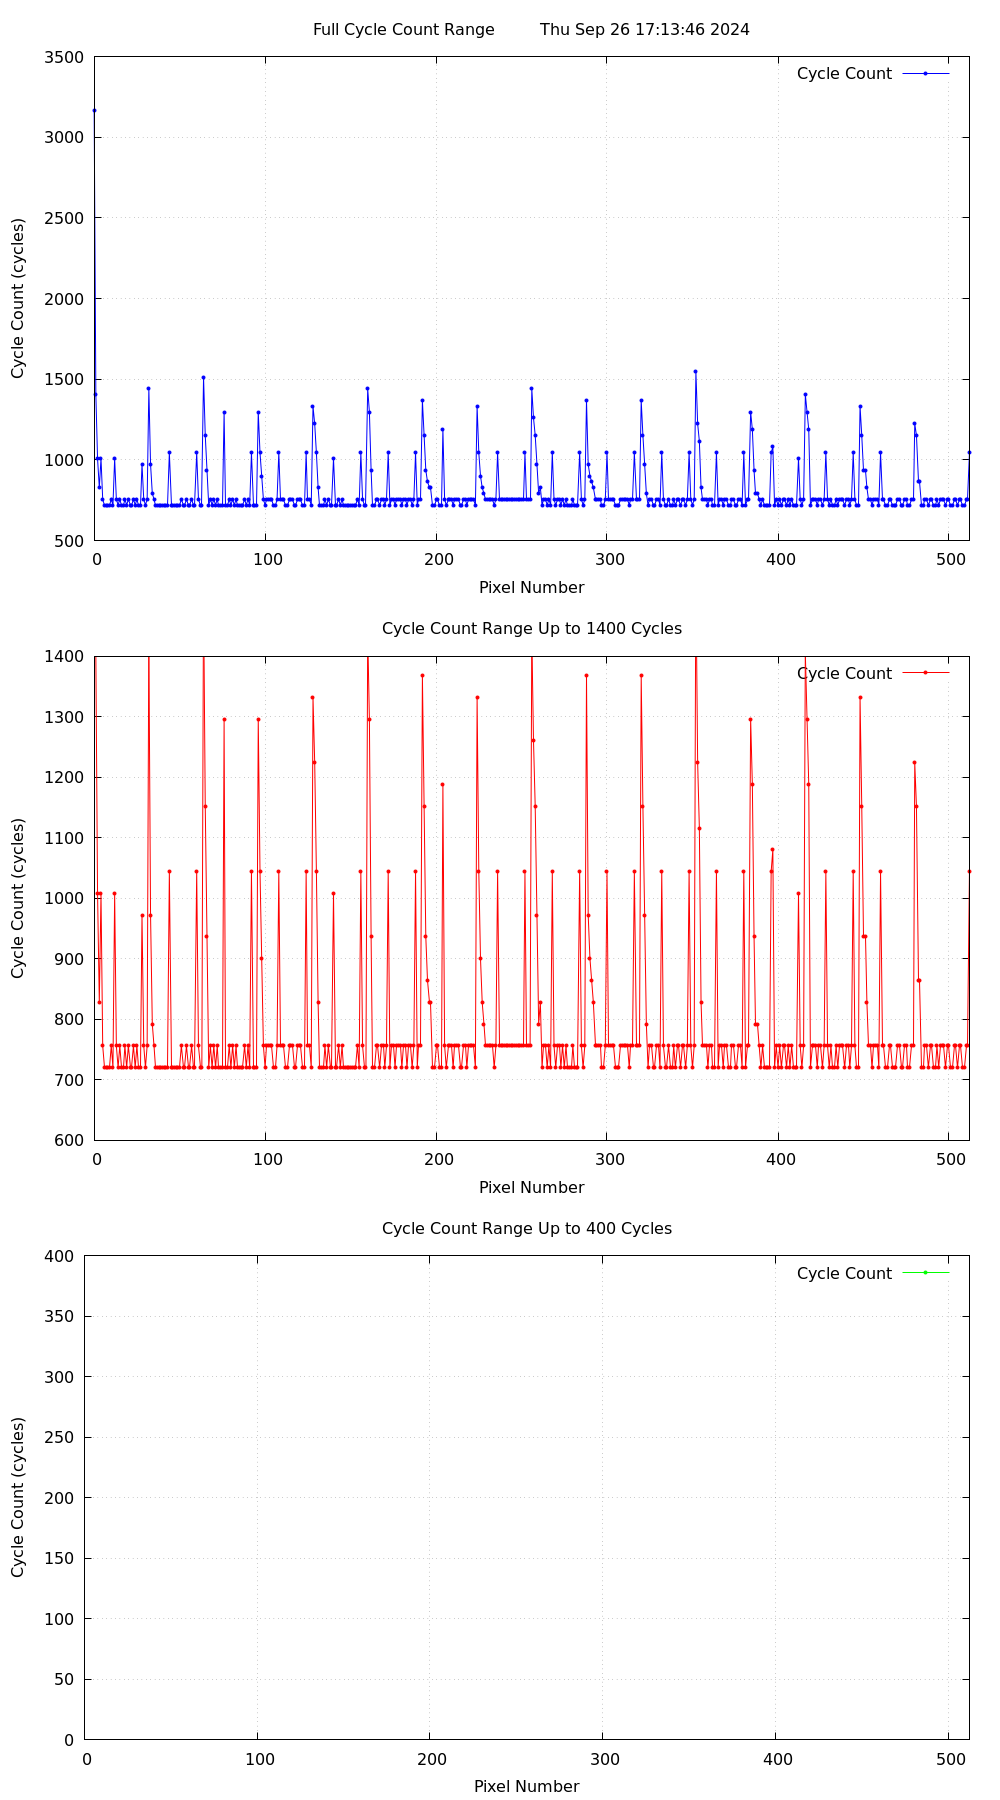 Full Cycle Count Range Thu Sep 26 17:13:46 2024
3500
Cycle Count
3000
2500
2000
1500
1000
500
Cycle Count (cycles)
0 100 200 300 400 500
Pixel Number
Cycle Count Range Up to 1400 Cycles
1400
Cycle Count
1300
1200
1100
1000
900
800
700
600
Cycle Count (cycles)
0 100 200 300 400 500
Pixel Number
Cycle Count Range Up to 400 Cycles
400
Cycle Count
350
300
250
200
150
100
50
0
Cycle Count (cycles)
0 100 200 300 400 500
Pixel Number